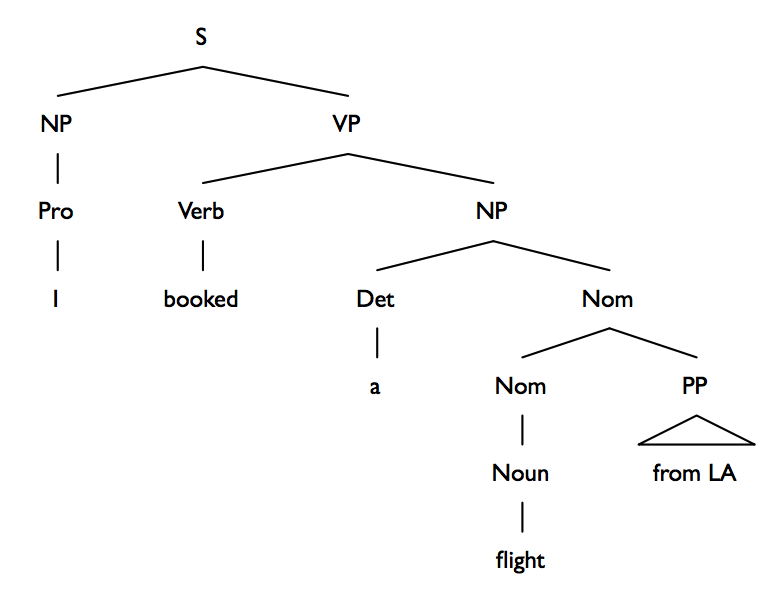 S
NP VP
Pro Verb NP
I booked Det Nom
a Nom PP
Noun from LA
flight